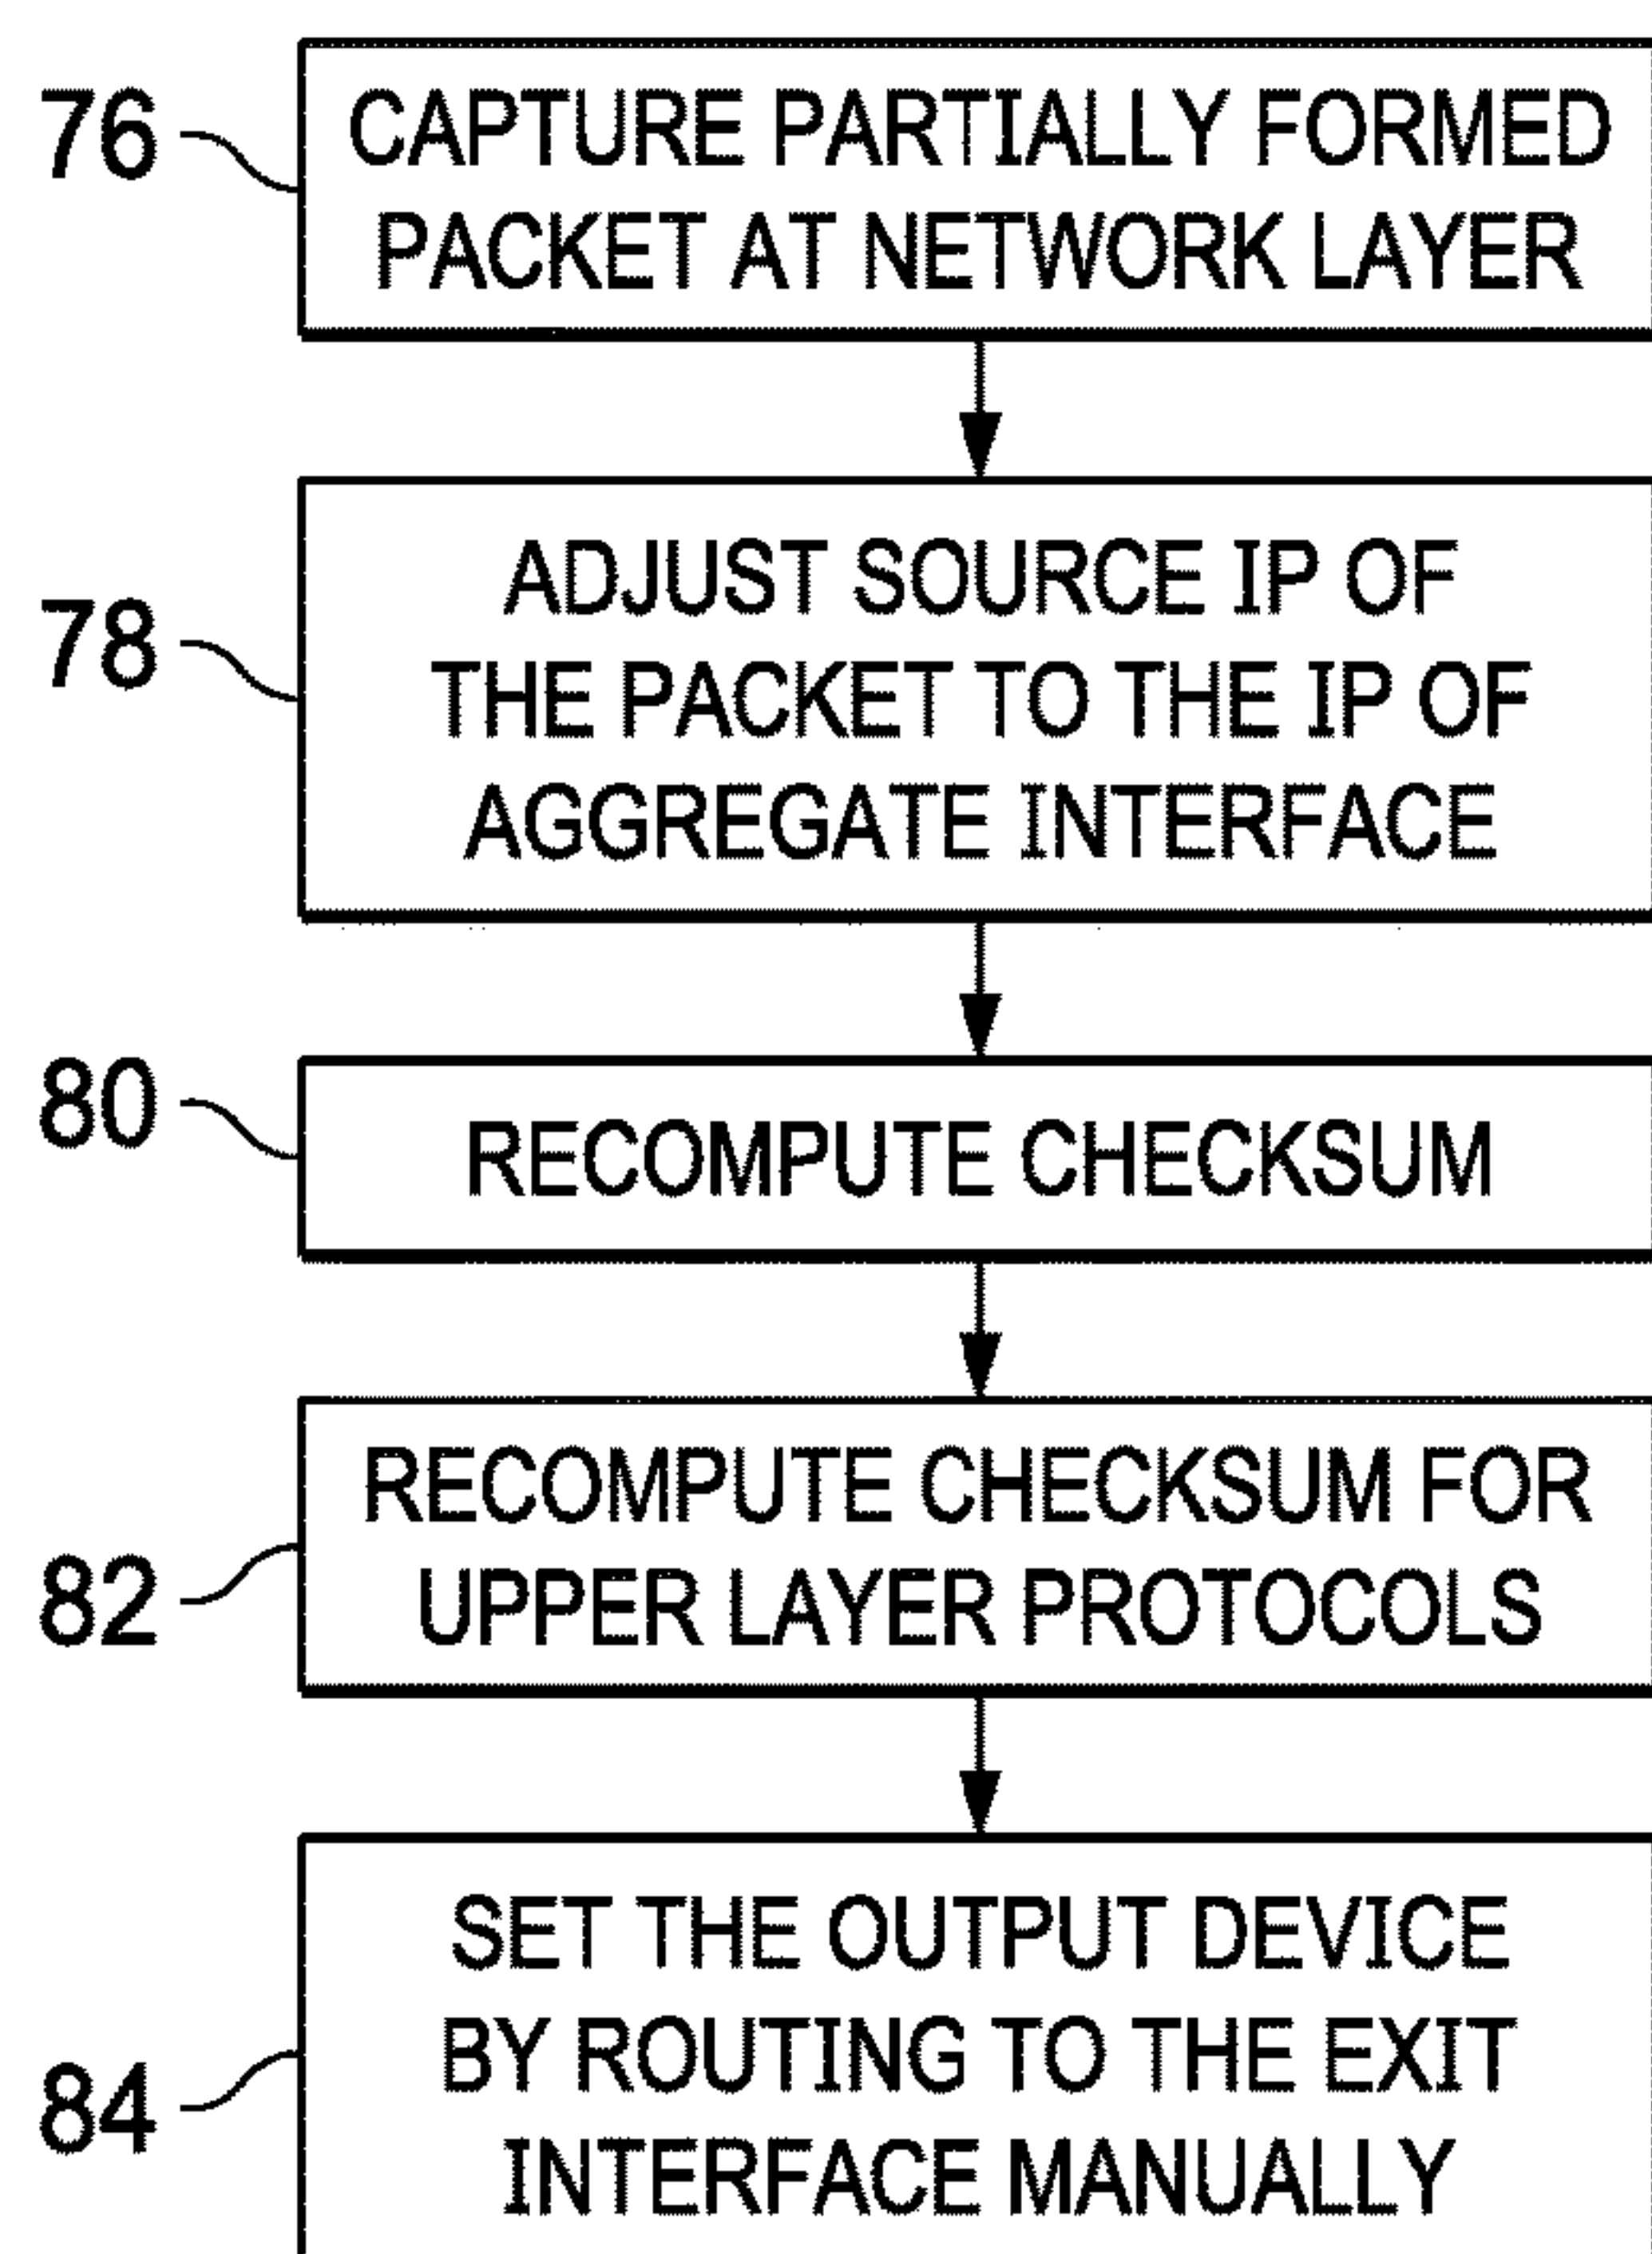 76
CAPTURE PARTIALLY FORMED
PACKET AT NETWORK LAYER
78
ADJUST SOURCE IP OF
THE PACKET TO THE IP OF
AGGREGATE INTERFACE
80
RECOMPUTE CHECKSUM
82
RECOMPUTE CHECKSUM FOR
UPPER LAYER PROTOCOLS
84
SET THE OUTPUT DEVICE
BY ROUTING TO THE EXIT
INTERFACE MANUALLY